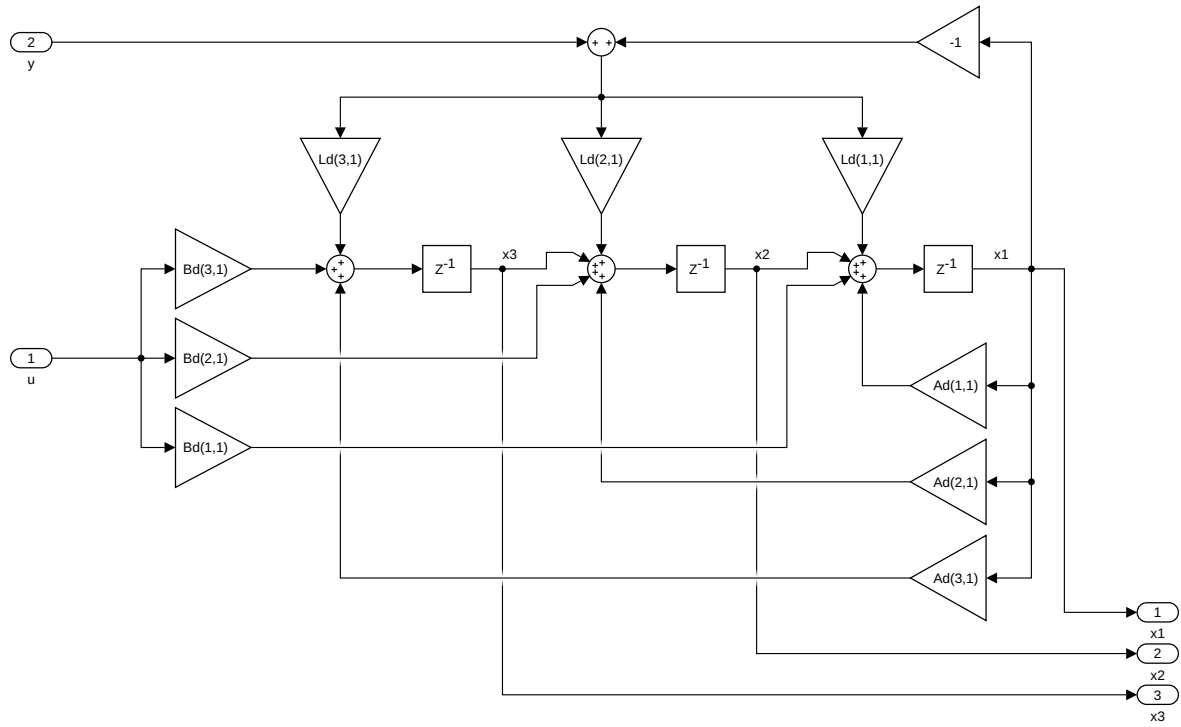 2
+ +
-1
y
Ld(3,1)
Ld(2,1)
Ld(1,1)
x3
x2
x1
Bd(3,1)
+
+
+
Z-1
+
+
+
+
Z-1
+
+
+
+
Z-1
1
Bd(2,1)
u
Ad(1,1)
Bd(1,1)
Ad(2,1)
Ad(3,1)
1
x1
2
x2
3
x3